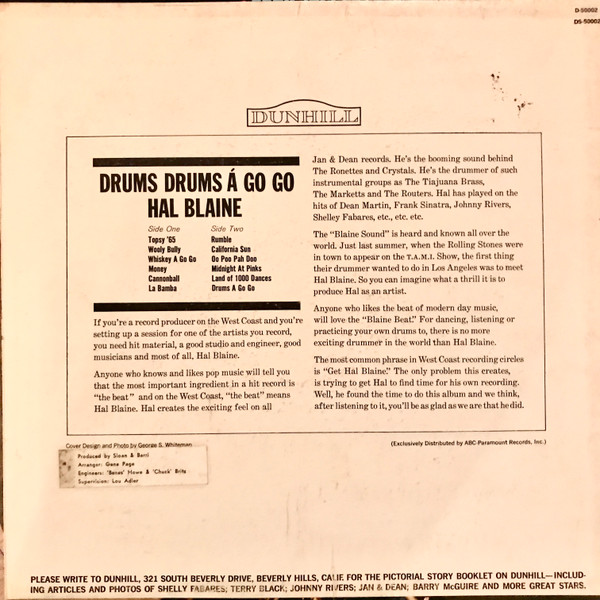 D-50002
DS-50002
DUNHILL
DRUMS DRUMS Á GO GO
HAL BLAINE
Side One
Topsy '65
Wooly Bully
Whiskey A Go Go
Money
Cannonball
La Bamba
Side Two
Rumble
California Sun
Oo Poo Pah Doo
Midnight At Pinks
Land of 1000 Dances
Drums A Go Go
If you're a record producer on the West Coast and you're
setting up a session for one of the artists you record,
you need hit material, a good studio and engineer, good
musicians and most of all, Hal Blaine.
Anyone who knows and likes pop music will tell you
that the most important ingredient in a hit record is
"the beat" and on the West Coast, "the beat" means
Hal Blaine. Hal creates the exciting feel on all
Jan & Dean records. He's the booming sound behind
The Ronettes and Crystals. He's the drummer of such
instrumental groups as The Tiajuana Brass,
The Marketts and The Routers. Hal has played on the
hits of Dean Martin, Frank Sinatra, Johnny Rivers,
Shelley Fabares, etc., etc. etc.
The "Blaine Sound" is heard and known all over the
world. Just last summer, when the Rolling Stones were
in town to appear on the T.A.M.I. Show, the first thing
their drummer wanted to do in Los Angeles was to meet
Hal Blaine. So you can imagine what a thrill it is to
produce Hal as an artist.
Anyone who likes the beat of modern day music,
will love the "Blaine Beat." For dancing, listening or
practicing your own drums to, there is no more
exciting drummer in the world than Hal Blaine.
The most common phrase in West Coast recording circles
is "Get Hál Blaine." The only problem this creates,
is trying to get Hal to find time for his own recording.
Well, he found the time to do this album and we think,
after listening to it, you'll be as glad as we are that he did.
Cover Design and Photo by George S. Whiteman
(Exclusively Distributed by ABC-Paramount Records, Inc.)
Produced by Sloan & Barri
Arranger: Gene Page
Engineers: 'Bones' Howe & 'Chunk' Britz
Supervision: Lou Adler
PLEASE WRITE TO DUNHILL, 321 SOUTH BEVERLY DRIVE, BEVERLY HILLS, CALIF. FOR THE PICTORIAL STORY BOOKLET ON DUNHILL—INCLUD-
ING ARTICLES AND PHOTOS OF SHELLY FABARES; TERRY BLACK; JOHNNY RIVERS; JAN & DEAN; BARRY McGUIRE AND MORE GREAT STARS.